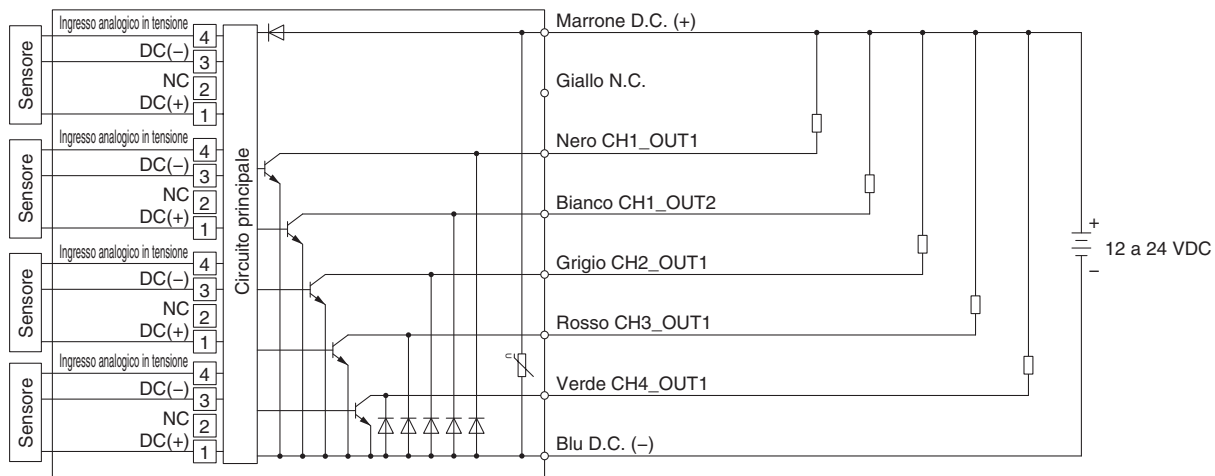 Sensore
Ingresso analogico in tensione
4
DC(−)
3
NC
2
DC(+)
1
Sensore
Ingresso analogico in tensione
4
DC(−)
3
NC
2
DC(+)
1
Sensore
Ingresso analogico in tensione
4
DC(−)
3
NC
2
DC(+)
1
Sensore
Ingresso analogico in tensione
4
DC(−)
3
NC
2
DC(+)
1
Circuito principale
Marrone D.C. (+)
Giallo N.C.
Nero CH1_OUT1
Bianco CH1_OUT2
Grigio CH2_OUT1
Rosso CH3_OUT1
Verde CH4_OUT1
Blu D.C. (−)
+
12 a 24 VDC
−